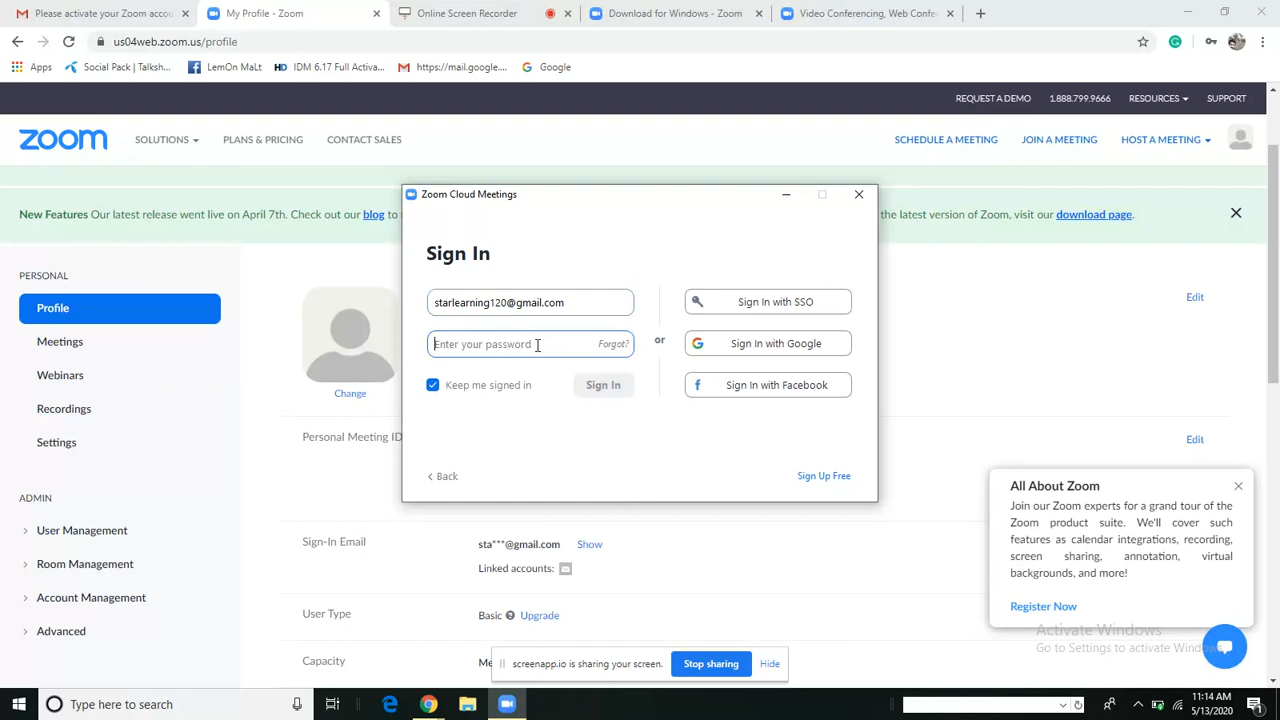 Please activate your Zoom accou
My Profile - Zoom
Online Screen Recorder
Download for Windows - Zoom
Video Conferencing, Web Confe
us04web.zoom.us/profile
Apps
Social Pack | Talksh...
LemOn MaLt
HD IDM 6.17 Full Activa...
https://mail.google....
Google
REQUEST A DEMO 1.888.799.9666 RESOURCES SUPPORT
zoom SOLUTIONS PLANS & PRICING CONTACT SALES SCHEDULE A MEETING JOIN A MEETING HOST A MEETING
New Features Our latest release went live on April 7th. Check out our blog to
the latest version of Zoom, visit our download page.
Zoom Cloud Meetings
Sign In
starlearning120@gmail.com
Enter your password Forgot?
Keep me signed in Sign In
or
Sign In with SSO
Sign In with Google
Sign In with Facebook
Back
Sign Up Free
PERSONAL
Profile
Meetings
Webinars
Recordings
Settings
ADMIN
User Management
Room Management
Account Management
Advanced
Change
Edit
Personal Meeting ID
Edit
Sign-In Email sta***@gmail.com Show
Linked accounts:
User Type Basic Upgrade
Capacity Me
All About Zoom
Join our Zoom experts for a grand tour of the
Zoom product suite. We'll cover such
features as calendar integrations, recording,
screen sharing, annotation, virtual
backgrounds, and more!
Register Now
Activate Windows
Go to Settings to activate Windows.
screenapp.io is sharing your screen. Stop sharing Hide
Type here to search
11:14 AM
5/13/2020